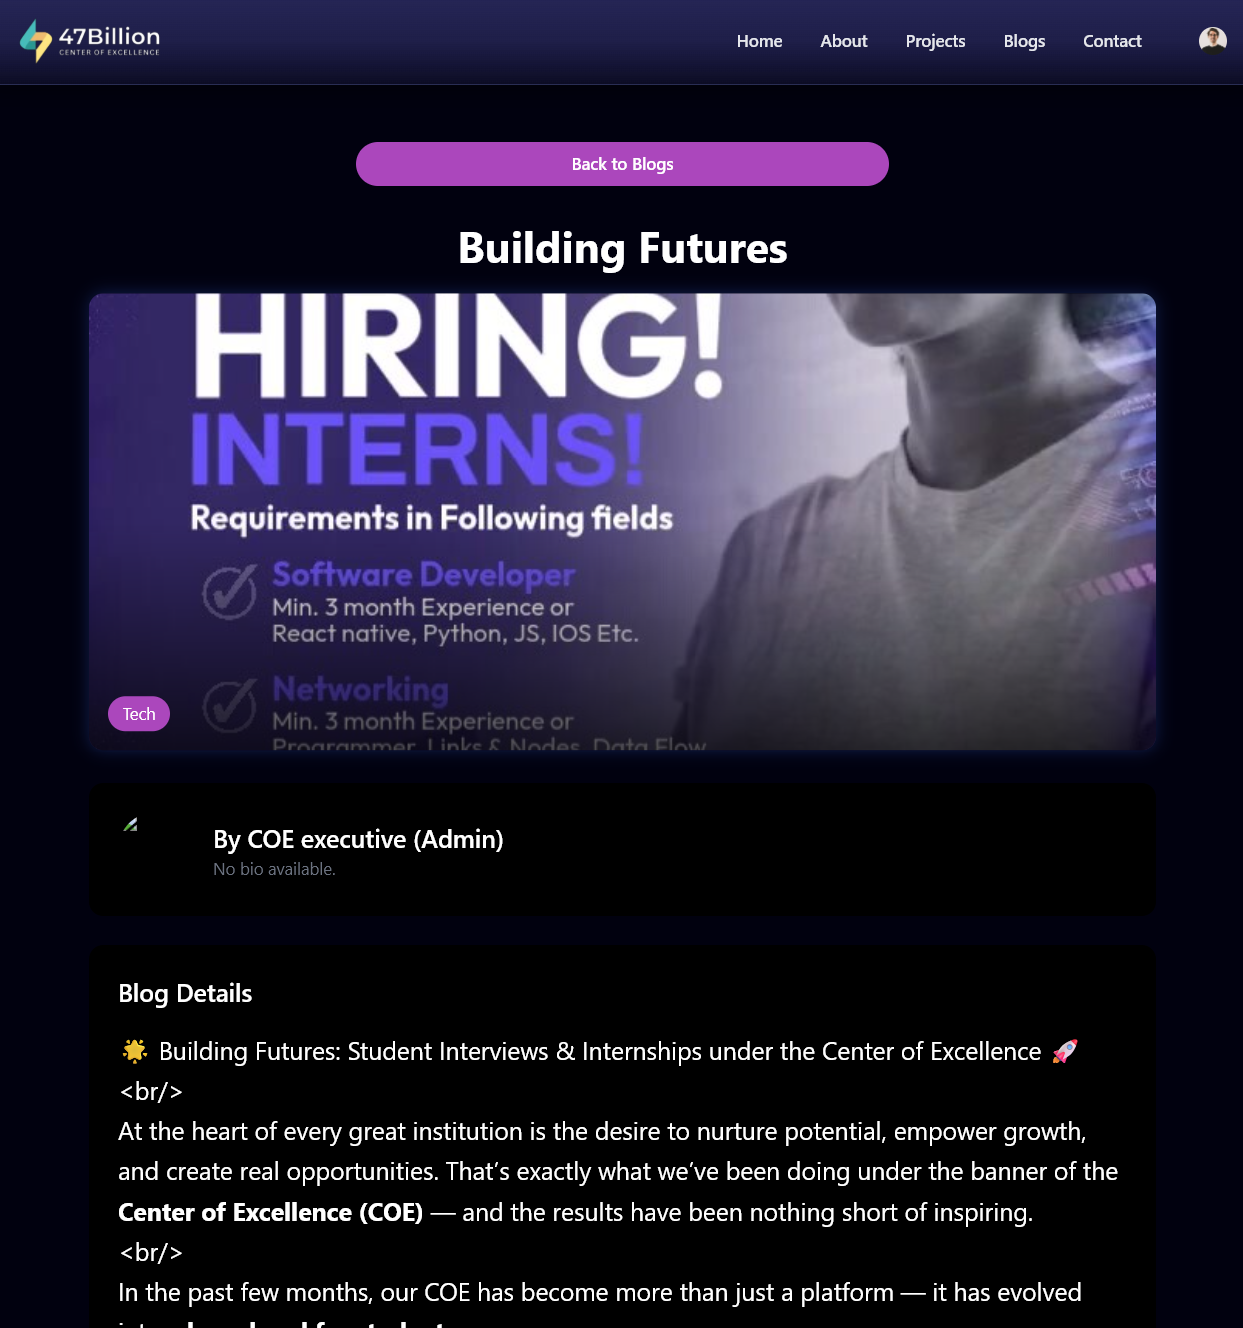 47Billion
CENTER OF EXCELLENCE
Home About Projects Blogs Contact
Back to Blogs
Building Futures
HIRING!
INTERNS!
Requirements in Following fields
Software Developer
Min. 3 month Experience or
React native, Python, JS, IOS Etc.
Networking
Min. 3 month Experience or
Programmer, Links & Nodes, Data Flow
Tech
By COE executive (Admin)
No bio available.
Blog Details
🌟 Building Futures: Student Interviews & Internships under the Center of Excellence 🚀
<br/>
At the heart of every great institution is the desire to nurture potential, empower growth,
and create real opportunities. That’s exactly what we’ve been doing under the banner of the
Center of Excellence (COE) — and the results have been nothing short of inspiring.
<br/>
In the past few months, our COE has become more than just a platform — it has evolved